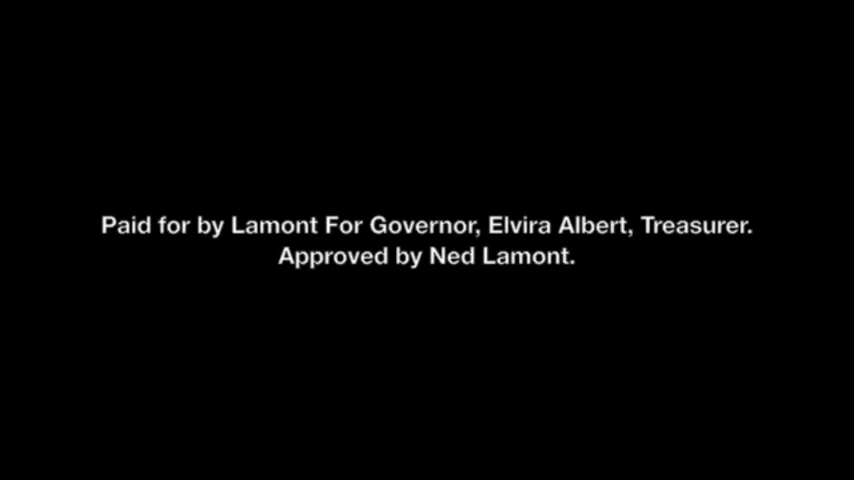 Paid for by Lamont For Governor, Elvira Albert, Treasurer.
Approved by Ned Lamont.